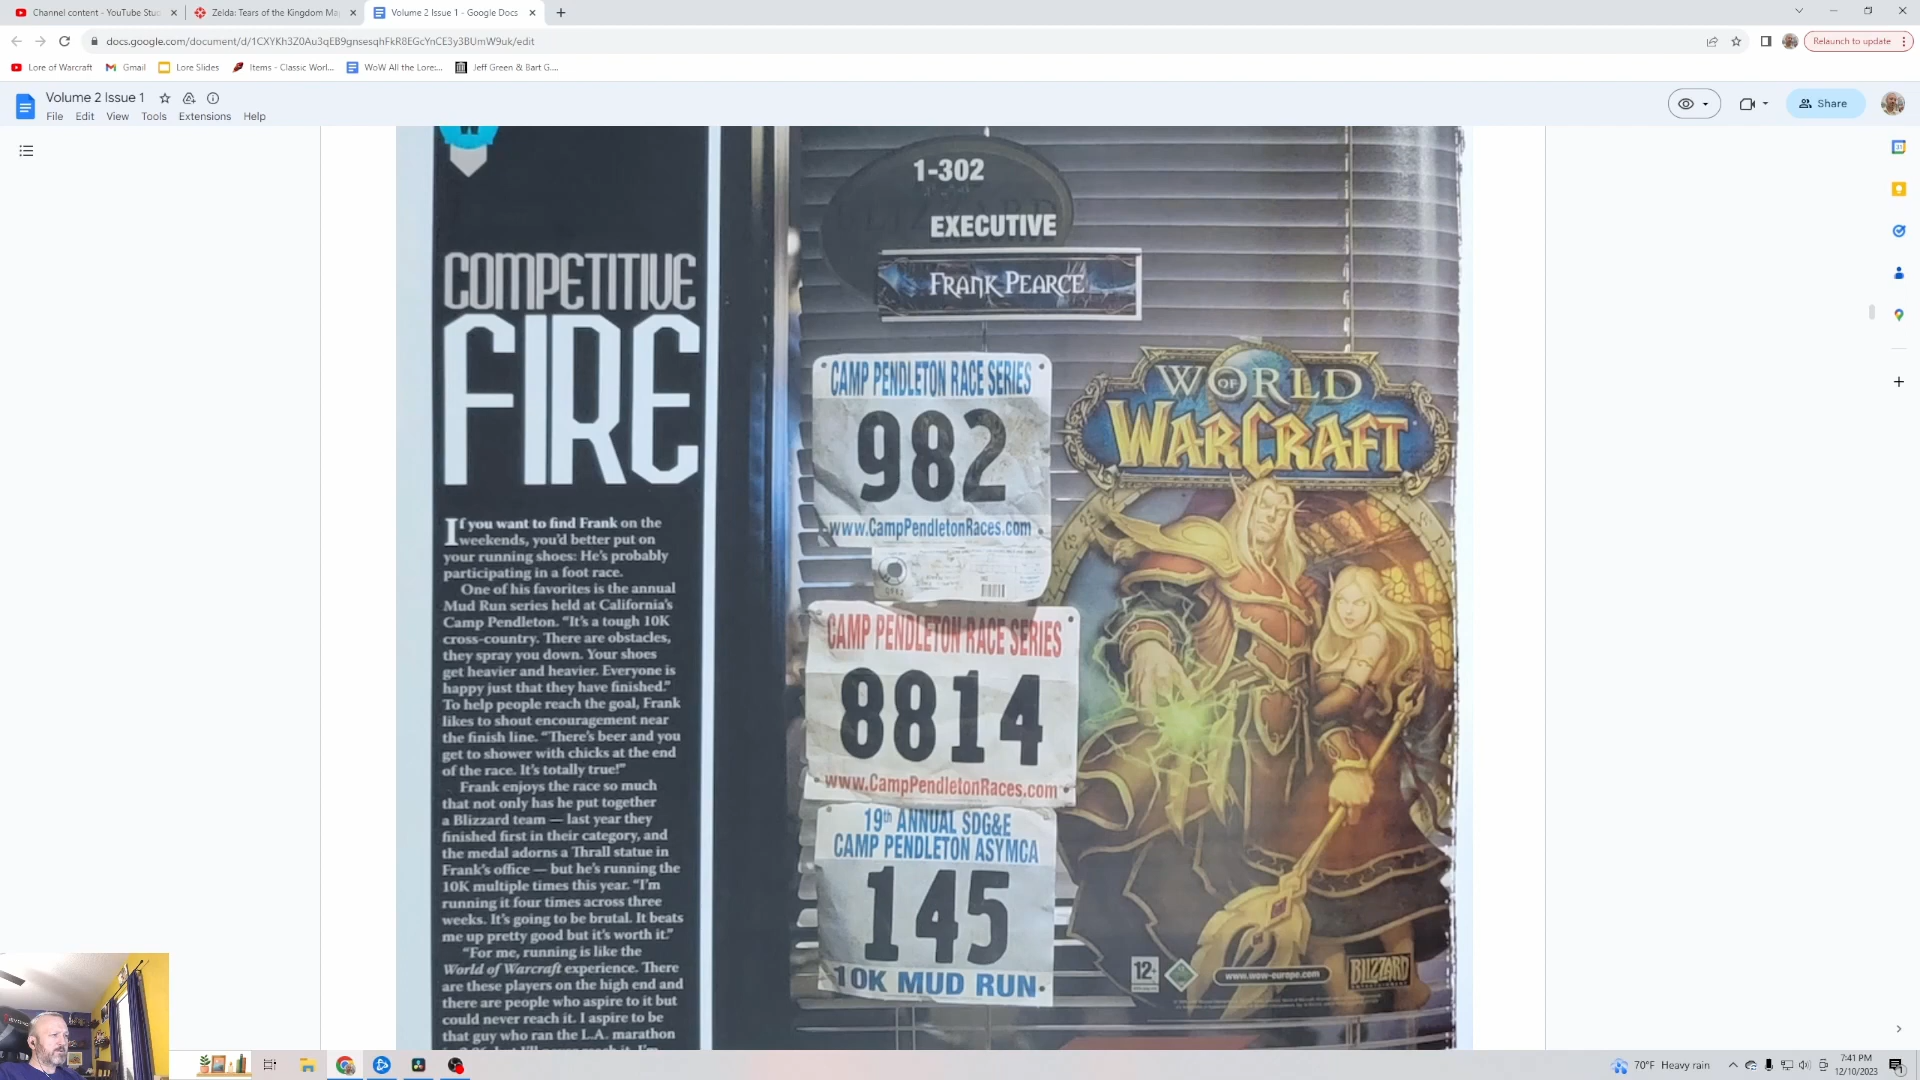 Channel content - YouTube Stu
Zelda: Tears of the Kingdom Ma
Volume 2 Issue 1 - Google Docs
docs.google.com/document/d/1CXYKh3Z0Au3qEB9gnsesqhFkR8EGcYnCE3y3BUmW9uk/edit
Relaunch to update
Lore of Warcraft
Gmail
Lore Slides
Items - Classic Worl...
WoW All the Lore:...
Jeff Green & Bart G....
Volume 2 Issue 1
File Edit View Tools Extensions Help
Share
COMPETITIVE
FIRE
If you want to find Frank on the
weekends, you'd better put on
your running shoes: He's probably
participating in a foot race.
One of his favorites is the annual
Mud Run series held at California's
Camp Pendleton. "It's a tough 10K
cross-country. There are obstacles,
they spray you down. Your shoes
get heavier and heavier. Everyone is
happy just that they have finished."
To help people reach the goal, Frank
likes to shout encouragement near
the finish line. "There's beer and you
get to shower with chicks at the end
of the race. It's totally true!"
Frank enjoys the race so much
that not only has he put together
a Blizzard team — last year they
finished first in their category, and
the medal adorns a Thrall statue in
Frank's office — but he's running the
10K multiple times this year. "I'm
running it four times across three
weeks. It's going to be brutal. It beats
me up pretty good but it's worth it."
"For me, running is like the
World of Warcraft experience. There
are these players on the high end and
there are people who aspire to it but
could never reach it. I aspire to be
that guy who ran the L.A. marathon
1-302
EXECUTIVE
FRANK PEARCE
CAMP PENDLETON RACE SERIES
982
www.CampPendletonRaces.com
CAMP PENDLETON RACE SERIES
8814
www.CampPendletonRaces.com
19th ANNUAL SDG&E
CAMP PENDLETON ASYMCA
145
10K MUD RUN
WORLD
OF
WARCRAFT
12+
www.wow-europe.com
BLIZZARD
ENTERTAINMENT
70°F Heavy rain
7:41 PM
12/10/2023